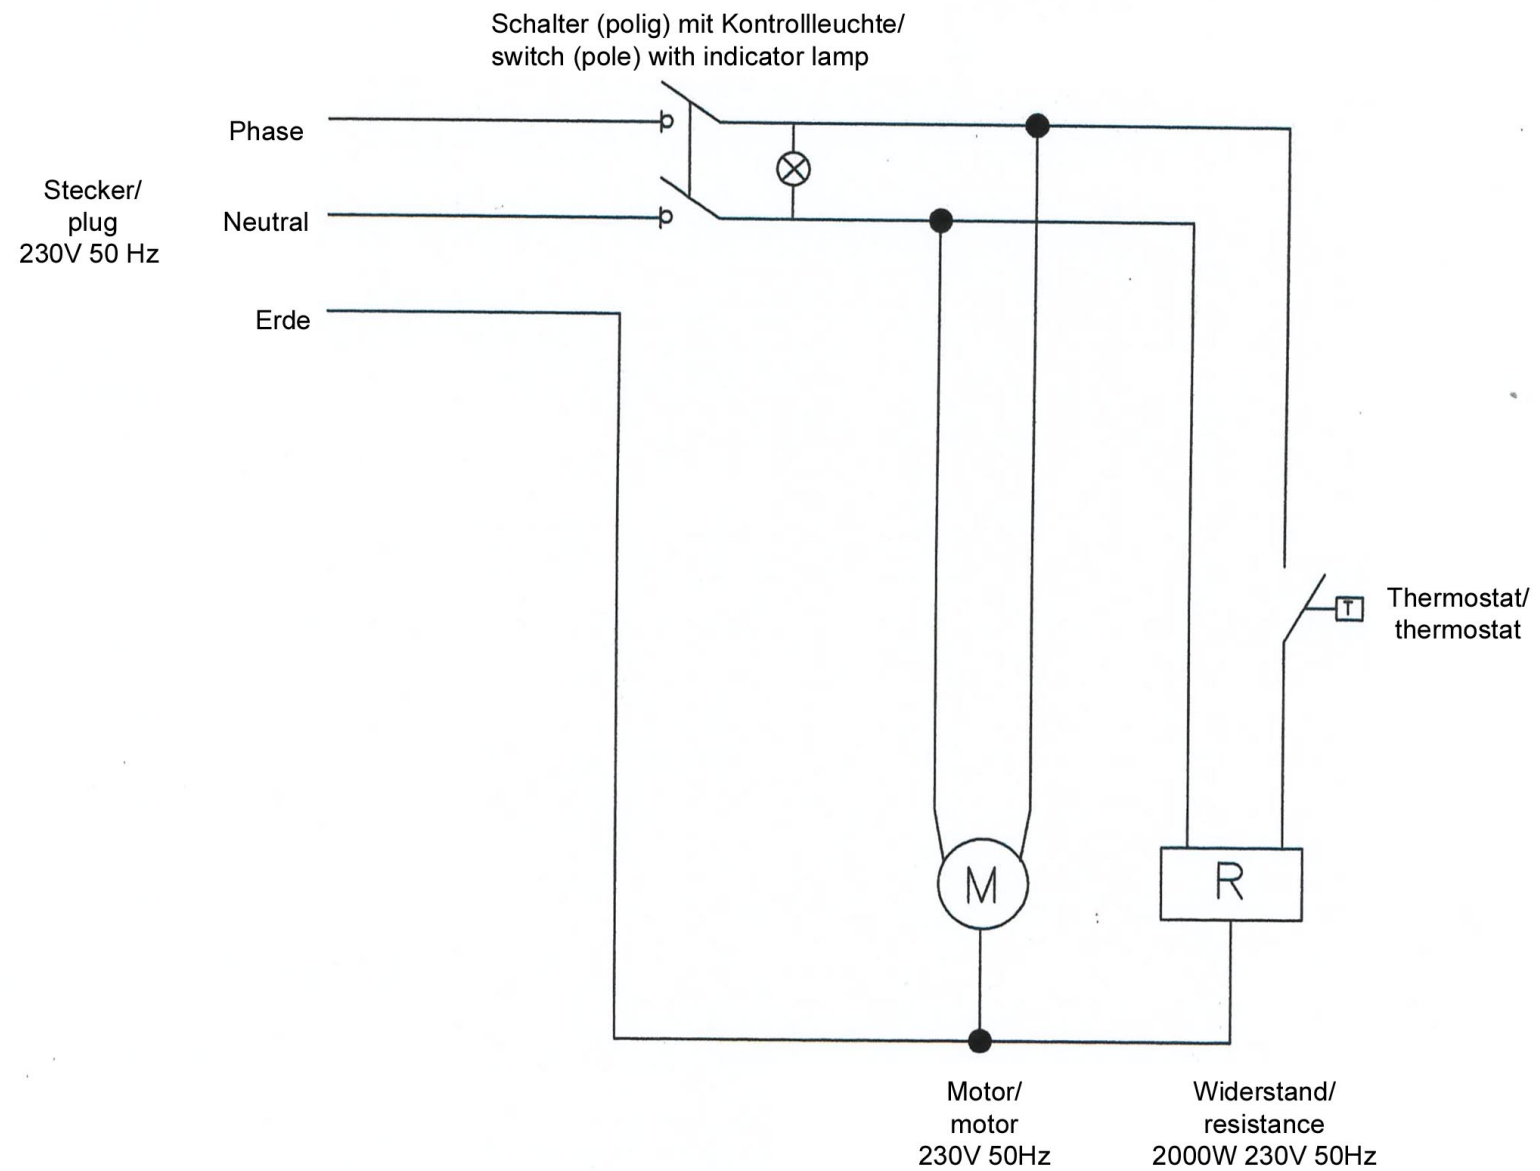 Schalter (polig) mit Kontrollleuchte/
switch (pole) with indicator lamp
Phase
Stecker/
plug
230V 50 Hz
Neutral
Erde
Thermostat/
thermostat
T
M
R
Motor/
motor
230V 50Hz
Widerstand/
resistance
2000W 230V 50Hz